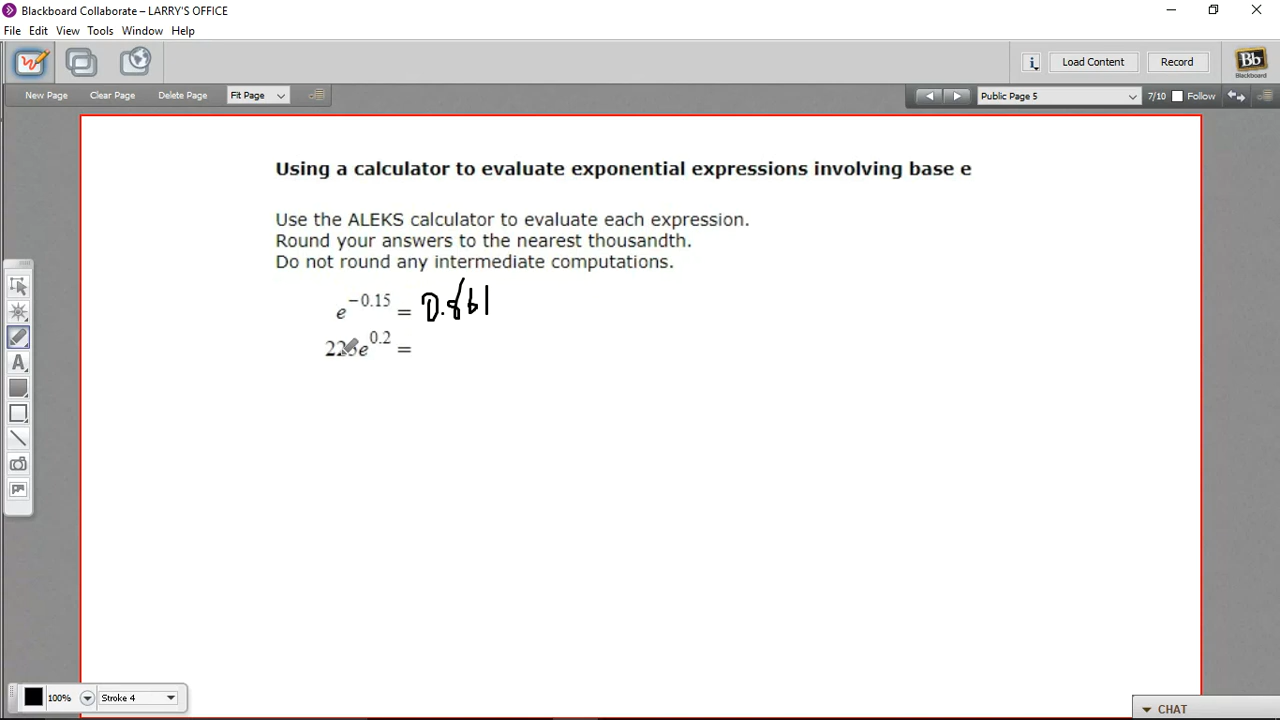 Blackboard Collaborate – LARRY'S OFFICE
File Edit View Tools Window Help
i Load Content Record Bb Blackboard
New Page Clear Page Delete Page Fit Page Public Page 5 7/10 Follow
Using a calculator to evaluate exponential expressions involving base e
Use the ALEKS calculator to evaluate each expression.
Round your answers to the nearest thousandth.
Do not round any intermediate computations.
e^−0.15 = 0.861
e^0.2 =
A
100% Stroke 4
CHAT